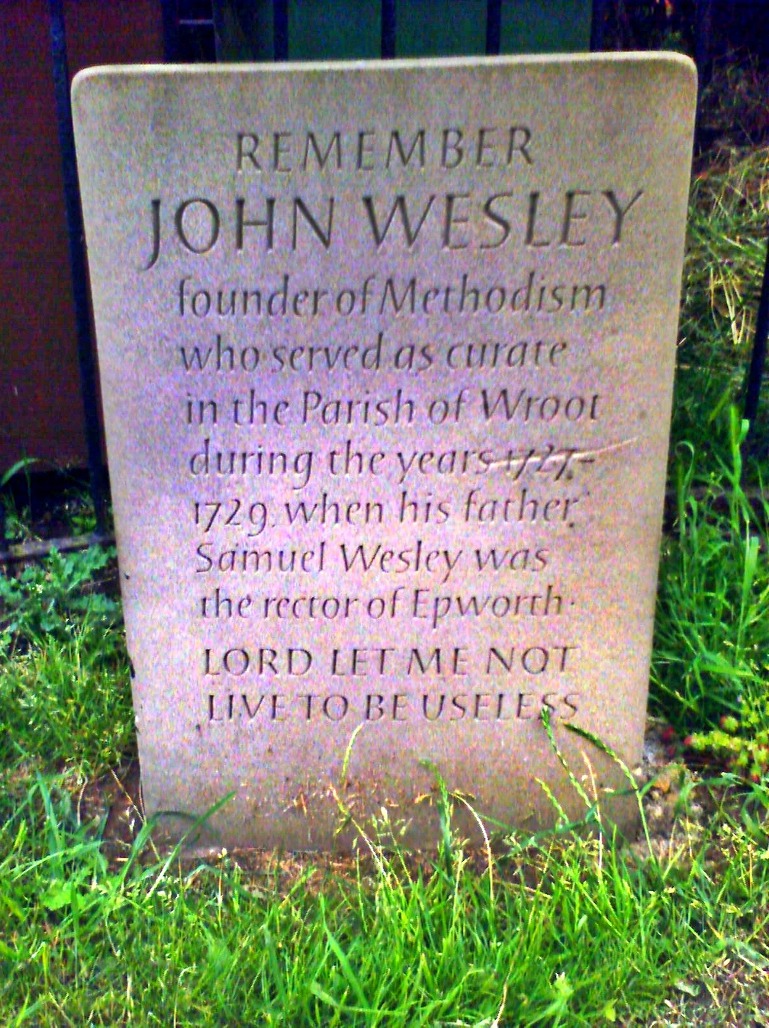 REMEMBER
JOHN WESLEY
founder of Methodism
who served as curate
in the Parish of Wroot
during the years 1727-
1729. when his father
Samuel Wesley was
the rector of Epworth.
LORD LET ME NOT
LIVE TO BE USELESS